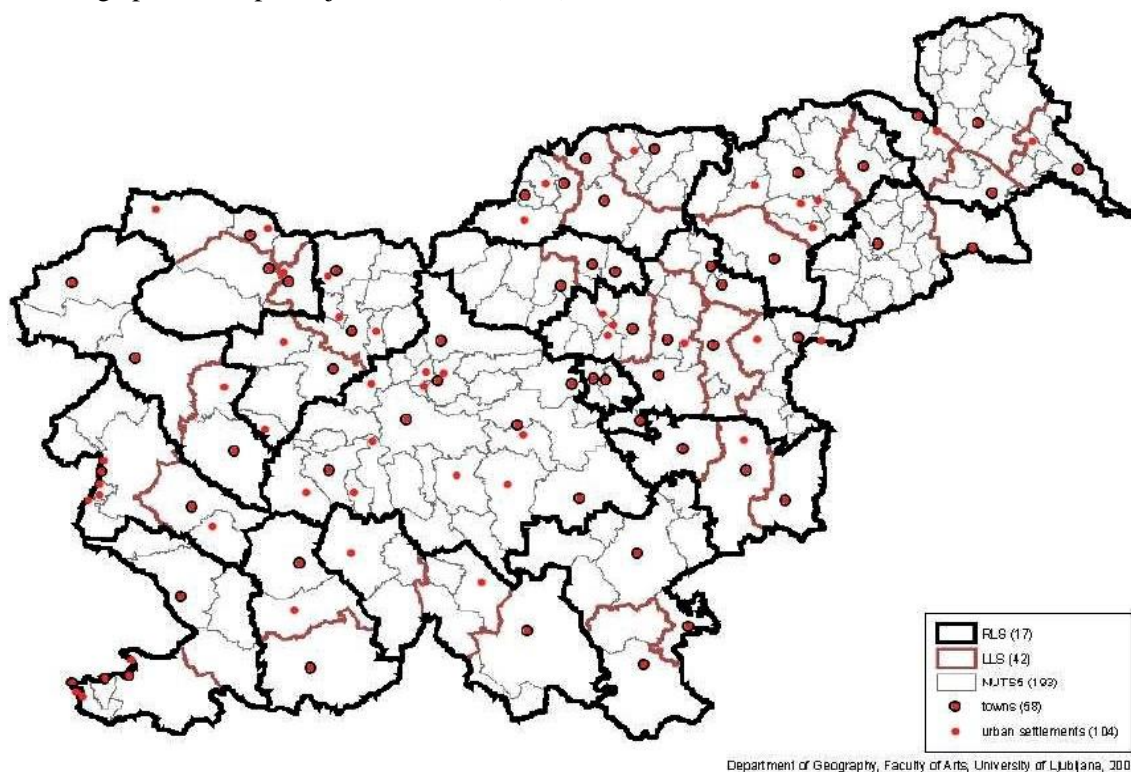 RLS (17)
LLS (42)
NUTS5 (193)
towns (58)
urban settlements (104)
Department of Geography, Faculty of Arts, University of Ljubljana, 200